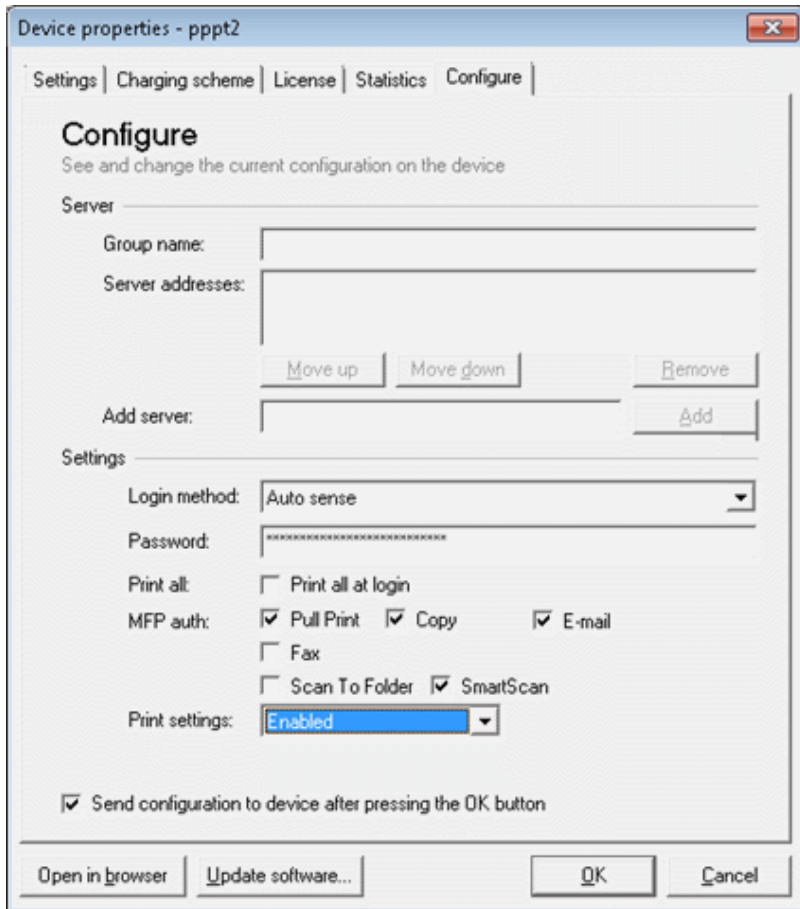 Device properties - pppt2
Settings Charging scheme License Statistics Configure
Configure
See and change the current configuration on the device
Server
Group name:
Server addresses:
Move up Move down Remove
Add server: Add
Settings
Login method: Auto sense
Password: ***************************
Print all: Print all at login
MFP auth: Pull Print Copy E-mail
Fax
Scan To Folder SmartScan
Print settings: Enabled
Send configuration to device after pressing the OK button
Open in browser Update software... OK Cancel